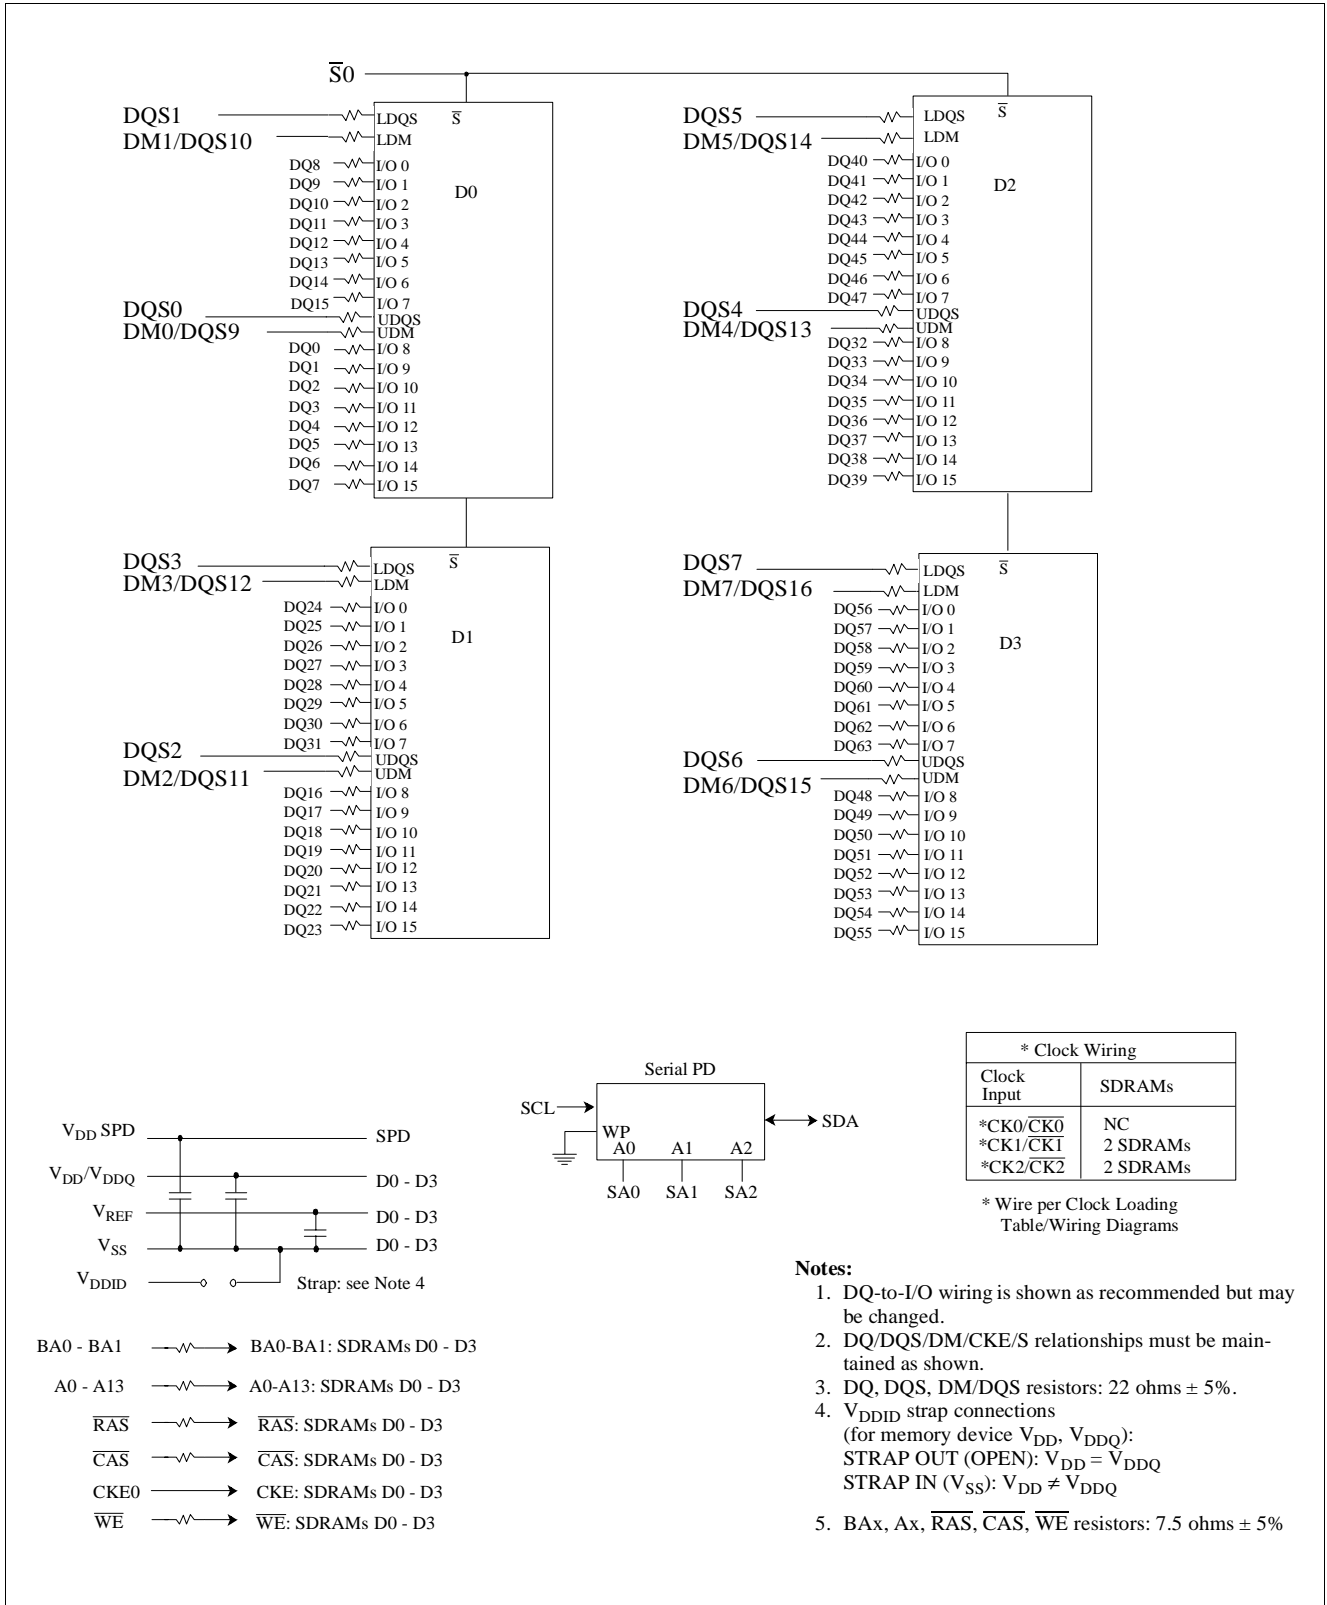 S̅0
DQS1
DM1/DQS10
LDQS
S̅
LDM
DQ8 I/O 0
DQ9 I/O 1
DQ10 I/O 2
DQ11 I/O 3
DQ12 I/O 4
DQ13 I/O 5
DQ14 I/O 6
DQ15 I/O 7
D0
DQS0
DM0/DQS9
UDQS
UDM
DQ0 I/O 8
DQ1 I/O 9
DQ2 I/O 10
DQ3 I/O 11
DQ4 I/O 12
DQ5 I/O 13
DQ6 I/O 14
DQ7 I/O 15
DQS5
DM5/DQS14
LDQS
S̅
LDM
DQ40 I/O 0
DQ41 I/O 1
DQ42 I/O 2
DQ43 I/O 3
DQ44 I/O 4
DQ45 I/O 5
DQ46 I/O 6
DQ47 I/O 7
D2
DQS4
DM4/DQS13
UDQS
UDM
DQ32 I/O 8
DQ33 I/O 9
DQ34 I/O 10
DQ35 I/O 11
DQ36 I/O 12
DQ37 I/O 13
DQ38 I/O 14
DQ39 I/O 15
DQS3
DM3/DQS12
LDQS
S̅
LDM
DQ24 I/O 0
DQ25 I/O 1
DQ26 I/O 2
DQ27 I/O 3
DQ28 I/O 4
DQ29 I/O 5
DQ30 I/O 6
DQ31 I/O 7
D1
DQS2
DM2/DQS11
UDQS
UDM
DQ16 I/O 8
DQ17 I/O 9
DQ18 I/O 10
DQ19 I/O 11
DQ20 I/O 12
DQ21 I/O 13
DQ22 I/O 14
DQ23 I/O 15
DQS7
DM7/DQS16
LDQS
S̅
LDM
DQ56 I/O 0
DQ57 I/O 1
DQ58 I/O 2
DQ59 I/O 3
DQ60 I/O 4
DQ61 I/O 5
DQ62 I/O 6
DQ63 I/O 7
D3
DQS6
DM6/DQS15
UDQS
UDM
DQ48 I/O 8
DQ49 I/O 9
DQ50 I/O 10
DQ51 I/O 11
DQ52 I/O 12
DQ53 I/O 13
DQ54 I/O 14
DQ55 I/O 15
VDD SPD SPD
VDD/VDDQ D0 - D3
VREF D0 - D3
VSS D0 - D3
VDDID Strap: see Note 4
Serial PD
SCL
SDA
WP
A0 A1 A2
SA0 SA1 SA2
* Clock Wiring
Clock
Input
SDRAMs
*CK0/C̅K̅0̅ NC
*CK1/C̅K̅1̅ 2 SDRAMs
*CK2/C̅K̅2̅ 2 SDRAMs
* Wire per Clock Loading
Table/Wiring Diagrams
BA0 - BA1 BA0-BA1: SDRAMs D0 - D3
A0 - A13 A0-A13: SDRAMs D0 - D3
R̅A̅S̅ R̅A̅S̅: SDRAMs D0 - D3
C̅A̅S̅ C̅A̅S̅: SDRAMs D0 - D3
CKE0 CKE: SDRAMs D0 - D3
W̅E̅ W̅E̅: SDRAMs D0 - D3
Notes:
1. DQ-to-I/O wiring is shown as recommended but may
be changed.
2. DQ/DQS/DM/CKE/S relationships must be main-
tained as shown.
3. DQ, DQS, DM/DQS resistors: 22 ohms ± 5%.
4. VDDID strap connections
(for memory device VDD, VDDQ):
STRAP OUT (OPEN): VDD = VDDQ
STRAP IN (VSS): VDD ≠ VDDQ
5. BAx, Ax, R̅A̅S̅, C̅A̅S̅, W̅E̅ resistors: 7.5 ohms ± 5%